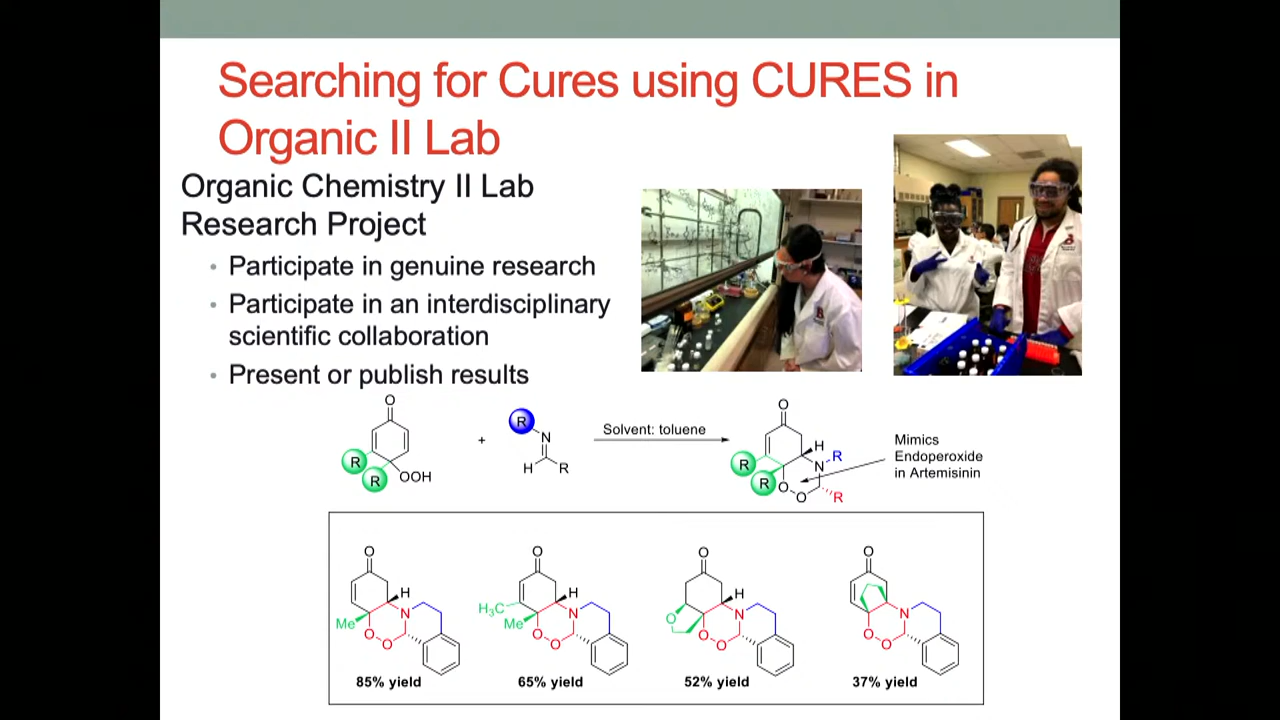 Searching for Cures using CURES in
Organic II Lab
Organic Chemistry II Lab
Research Project
• Participate in genuine research
• Participate in an interdisciplinary
scientific collaboration
• Present or publish results
O
R
R
OOH
+
R
N
H
R
Solvent: toluene
O
H
N
R
R
R
O
O
R
Mimics
Endoperoxide
in Artemisinin
O
H
N
Me
O
O
85% yield
O
H
H₃C
N
Me
O
O
65% yield
O
H
N
O
O
O
52% yield
O
N
O
O
37% yield